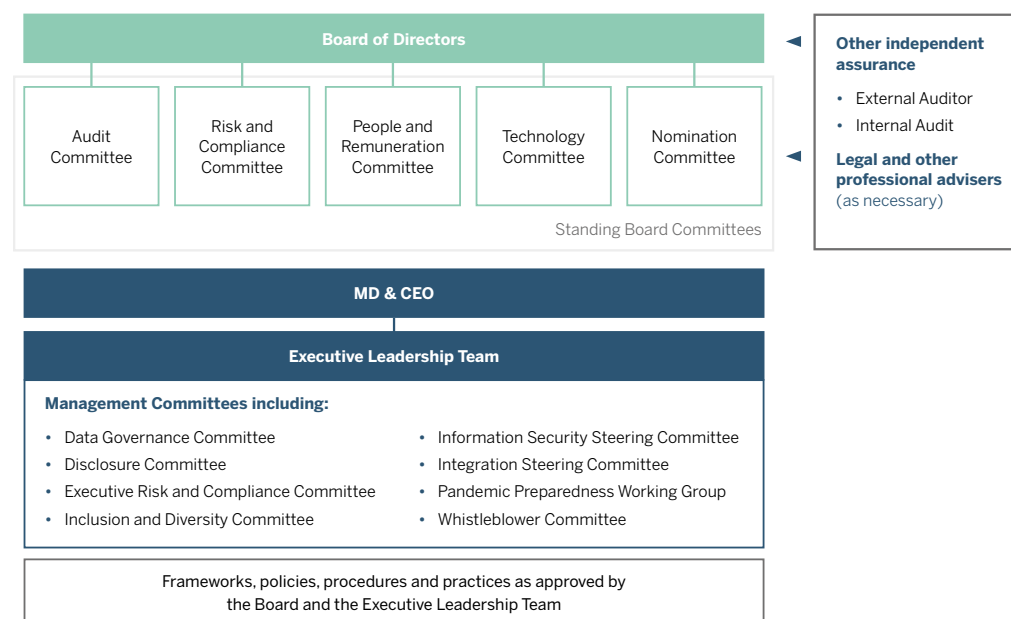 Board of Directors
Audit
Committee
Risk and
Compliance
Committee
People and
Remuneration
Committee
Technology
Committee
Nomination
Committee
Standing Board Committees
Other independent
assurance
• External Auditor
• Internal Audit
Legal and other
professional advisers
(as necessary)
MD & CEO
Executive Leadership Team
Management Committees including:
• Data Governance Committee
• Disclosure Committee
• Executive Risk and Compliance Committee
• Inclusion and Diversity Committee
• Information Security Steering Committee
• Integration Steering Committee
• Pandemic Preparedness Working Group
• Whistleblower Committee
Frameworks, policies, procedures and practices as approved by
the Board and the Executive Leadership Team